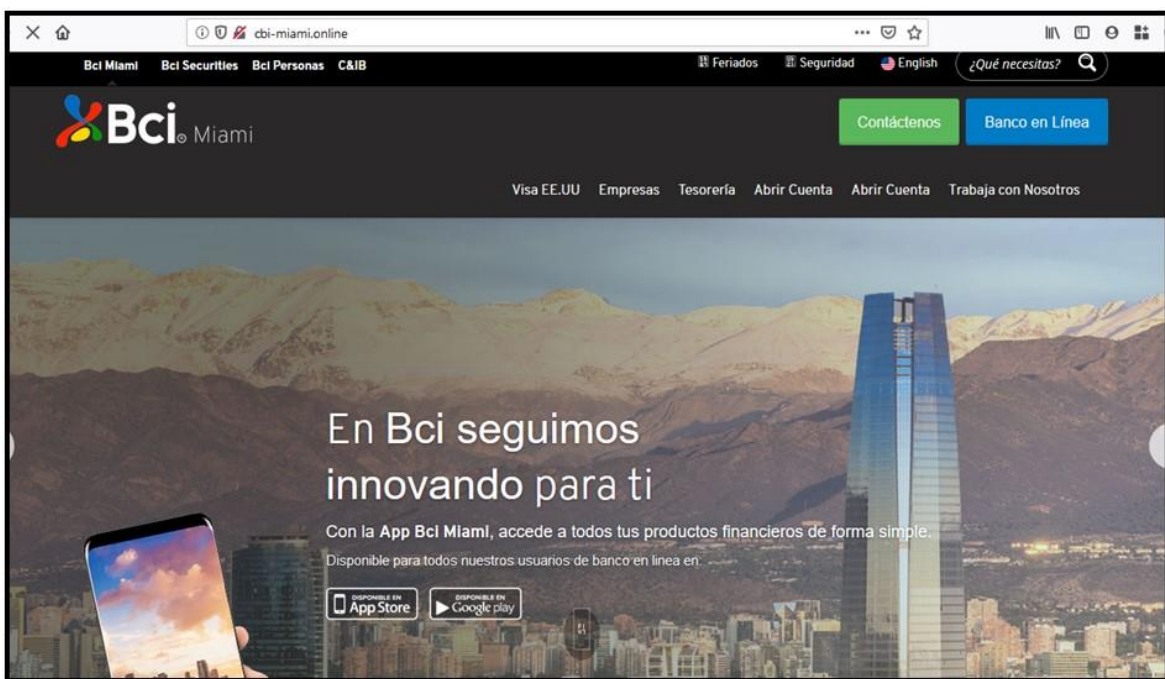 cbi-miami.online
Bci Miami Bci Securities Bci Personas C&IB Feriados Seguridad English ¿Qué necesitas?
Bci® Miami
Contáctenos Banco en Línea
Visa EE.UU Empresas Tesorería Abrir Cuenta Abrir Cuenta Trabaja con Nosotros
En Bci seguimos
innovando para ti
Con la App Bci Miami, accede a todos tus productos financieros de forma simple.
Disponible para todos nuestros usuarios de banco en linea en:
DISPONIBLE EN
App Store
DISPONIBLE EN
Google play